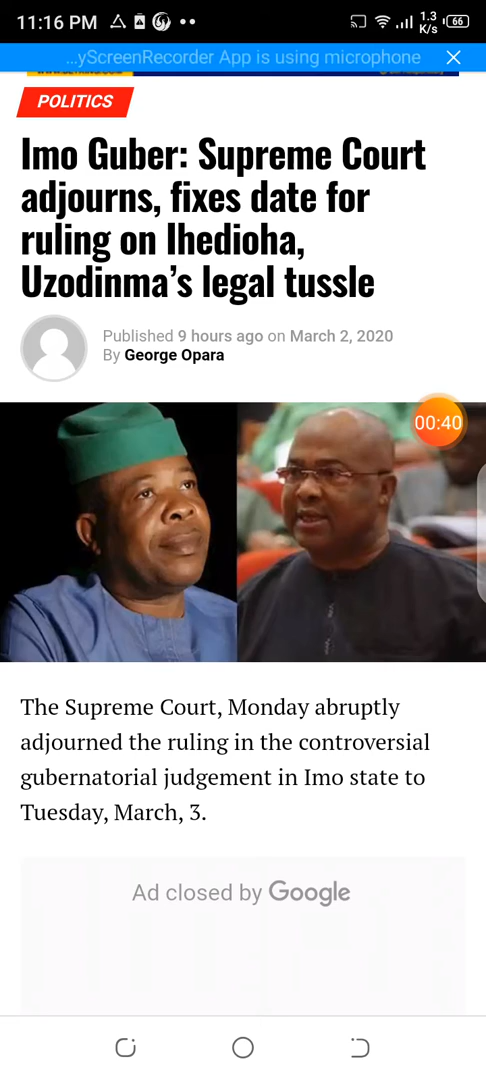 11:16 PM
1.3
K/s
66
...yScreenRecorder App is using microphone
POLITICS
Imo Guber: Supreme Court
adjourns, fixes date for
ruling on Ihedioha,
Uzodinma’s legal tussle
Published 9 hours ago on March 2, 2020
By George Opara
00:40
The Supreme Court, Monday abruptly
adjourned the ruling in the controversial
gubernatorial judgement in Imo state to
Tuesday, March, 3.
Ad closed by Google